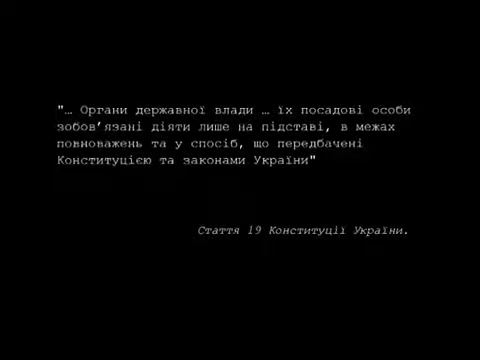 "… Органи державної влади … їх посадові особи
зобов’язані діяти лише на підставі, в межах
повноважень та у спосіб, що передбачені
Конституцією та законами України"
Стаття 19 Конституції України.